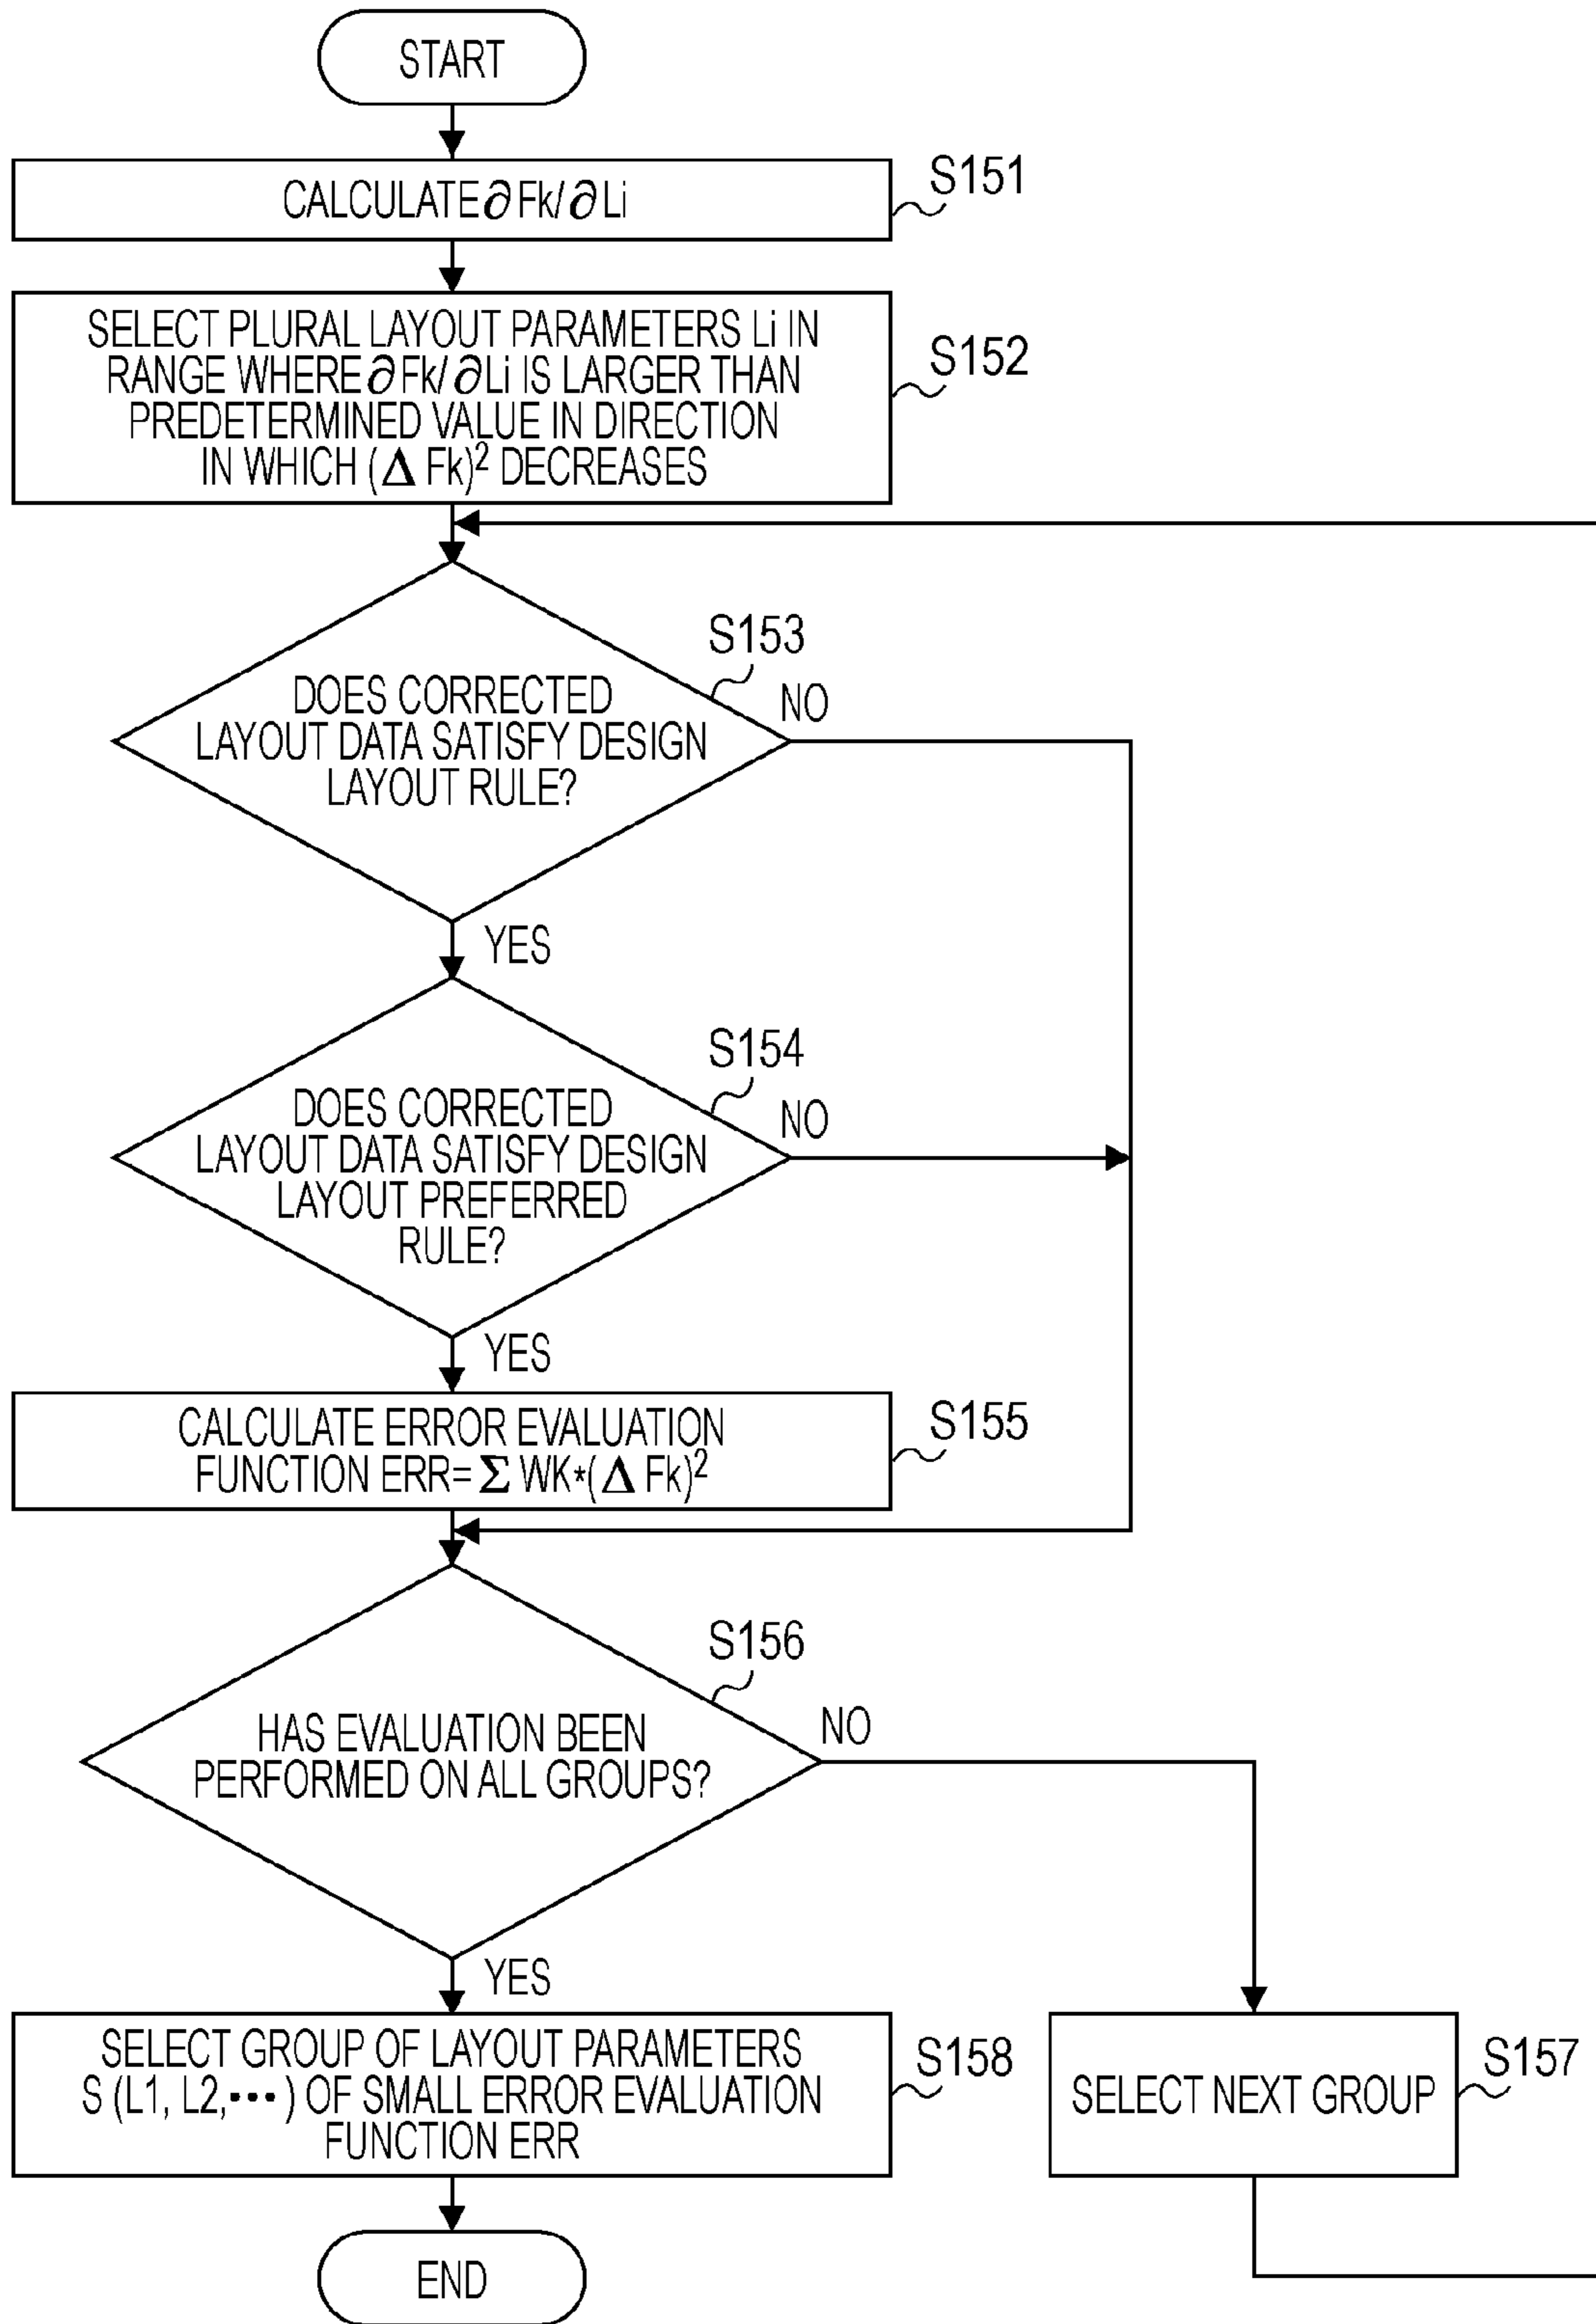 START
CALCULATE ∂Fk/∂Li
S151
SELECT PLURAL LAYOUT PARAMETERS Li IN
RANGE WHERE ∂Fk/∂Li IS LARGER THAN
PREDETERMINED VALUE IN DIRECTION
IN WHICH (Δ Fk)² DECREASES
S152
S153
DOES CORRECTED
LAYOUT DATA SATISFY DESIGN
LAYOUT RULE?
NO
YES
S154
DOES CORRECTED
LAYOUT DATA SATISFY DESIGN
LAYOUT PREFERRED
RULE?
NO
YES
CALCULATE ERROR EVALUATION
FUNCTION ERR= Σ WK*(Δ Fk)²
S155
S156
HAS EVALUATION BEEN
PERFORMED ON ALL GROUPS?
NO
YES
SELECT GROUP OF LAYOUT PARAMETERS
S (L1, L2,•••) OF SMALL ERROR EVALUATION
FUNCTION ERR
S158
SELECT NEXT GROUP
S157
END